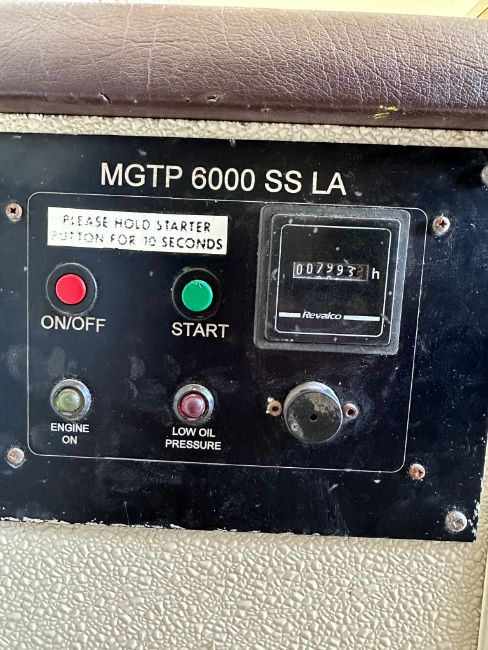 MGTP 6000 SS LA
PLEASE HOLD STARTER
BUTTON FOR 10 SECONDS
007993 h
Revalco
ON/OFF
START
ENGINE
ON
LOW OIL
PRESSURE